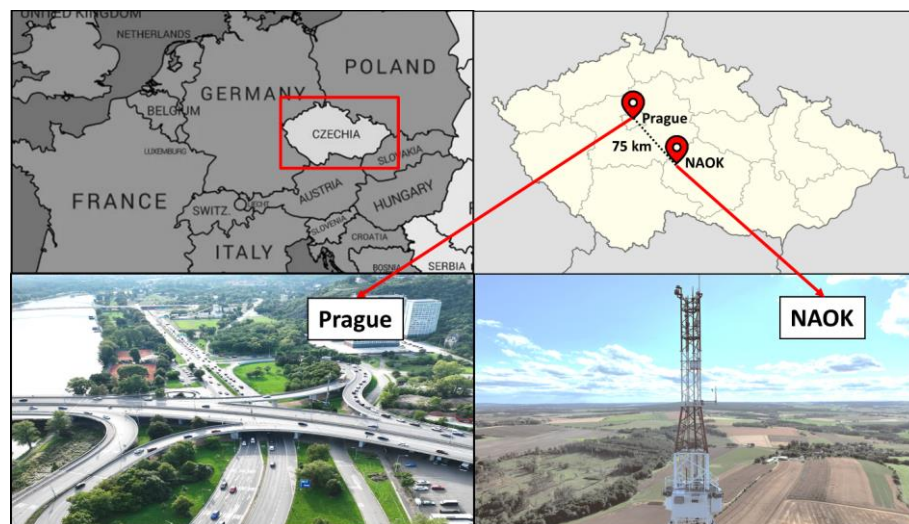 UNITED KINGDOM
NETHERLANDS
POLAND
GERMANY
BELGIUM
CZECHIA
LUXEMBURG
SLOVAKIA
FRANCE
AUSTRIA
HUNGARY
SWITZ.
SLOVENIA
CROATIA
ITALY
BOSNIA
SERBIA
Prague
75 km
NAOK
Prague
NAOK